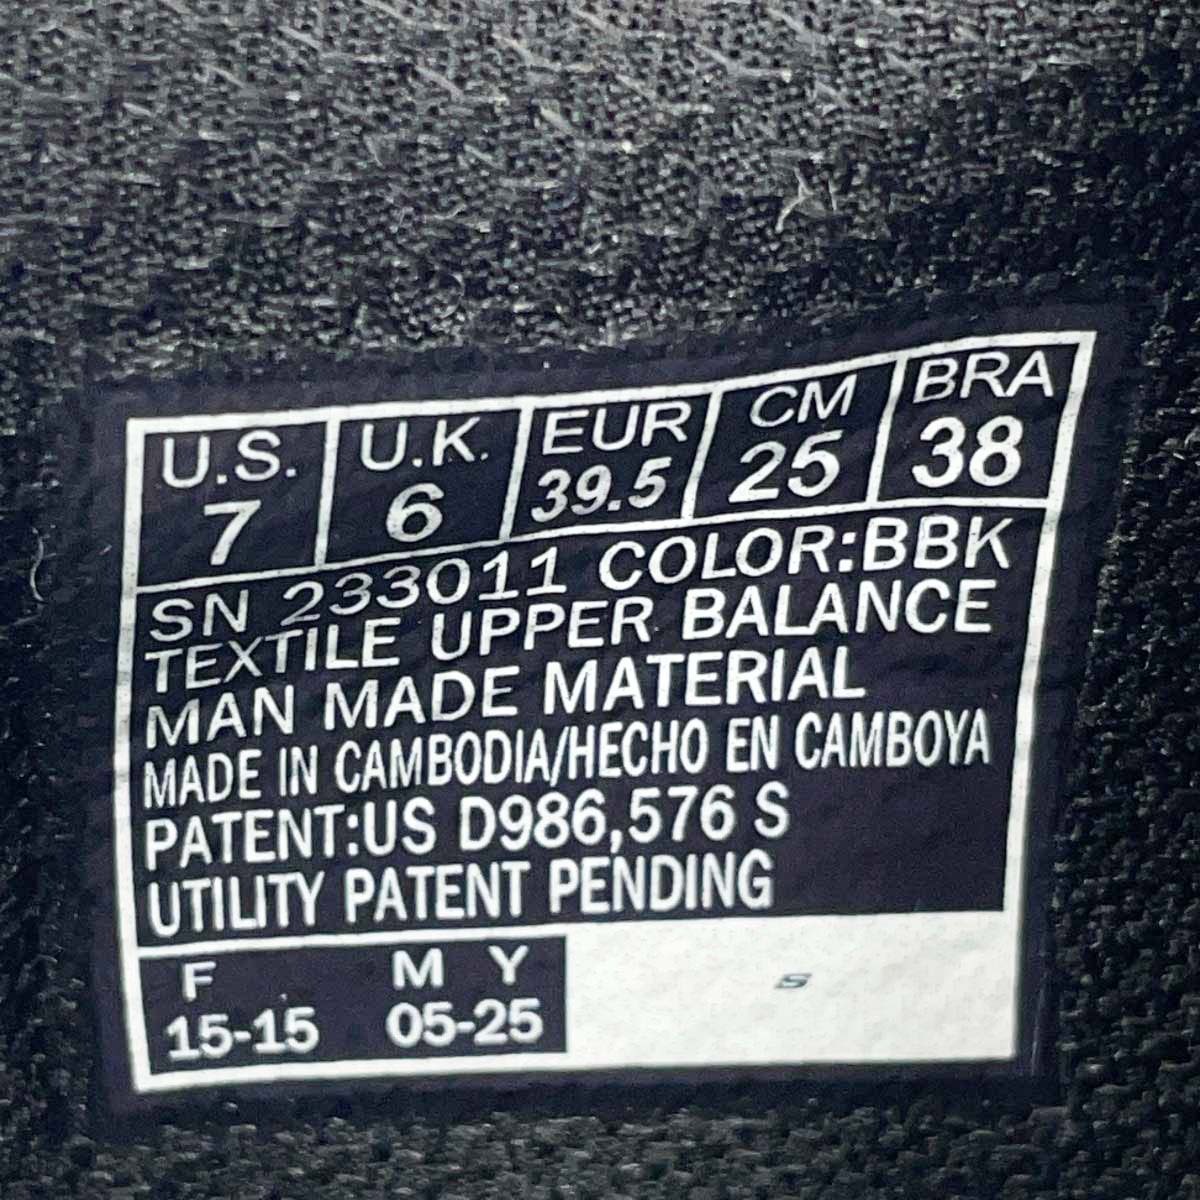 U.S. U.K. EUR CM BRA
7 6 39.5 25 38
SN 233011 COLOR:BBK
TEXTILE UPPER BALANCE
MAN MADE MATERIAL
MADE IN CAMBODIA/HECHO EN CAMBOYA
PATENT:US D986,576 S
UTILITY PATENT PENDING
F M Y
15-15 05-25
S